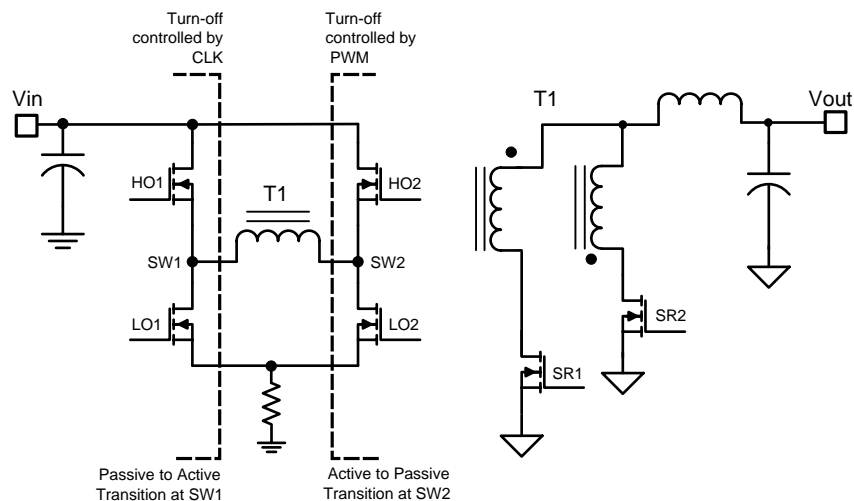 Turn-off
controlled by
CLK
Turn-off
controlled by
PWM
Vin
T1
Vout
HO1
T1
HO2
SW1
SW2
LO1
LO2
SR2
SR1
Passive to Active
Transition at SW1
Active to Passive
Transition at SW2